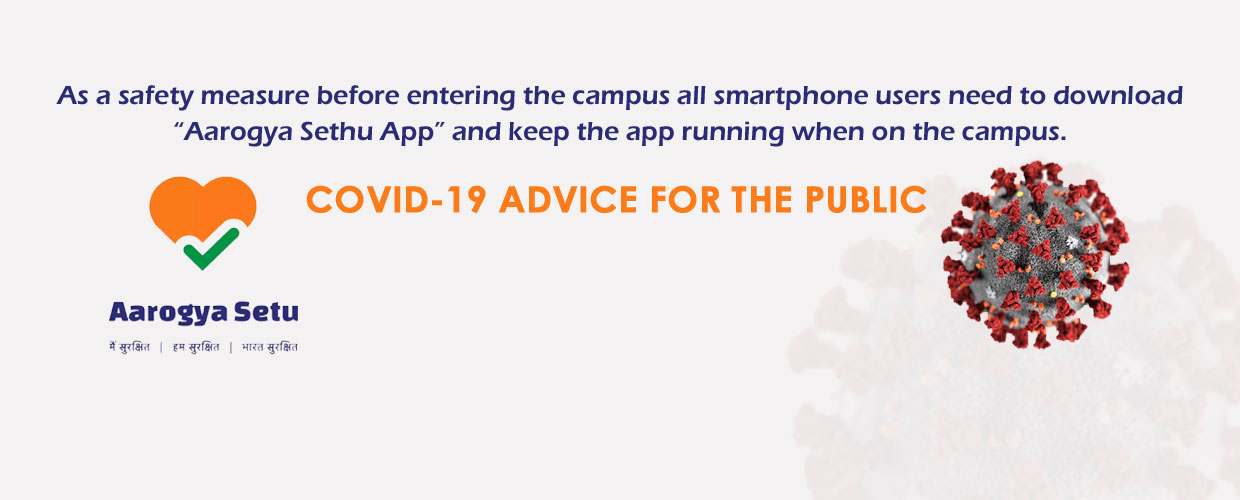 As a safety measure before entering the campus all smartphone users need to download
“Aarogya Sethu App” and keep the app running when on the campus.
COVID-19 ADVICE FOR THE PUBLIC
Aarogya Setu
मैं सुरक्षित | हम सुरक्षित | भारत सुरक्षित